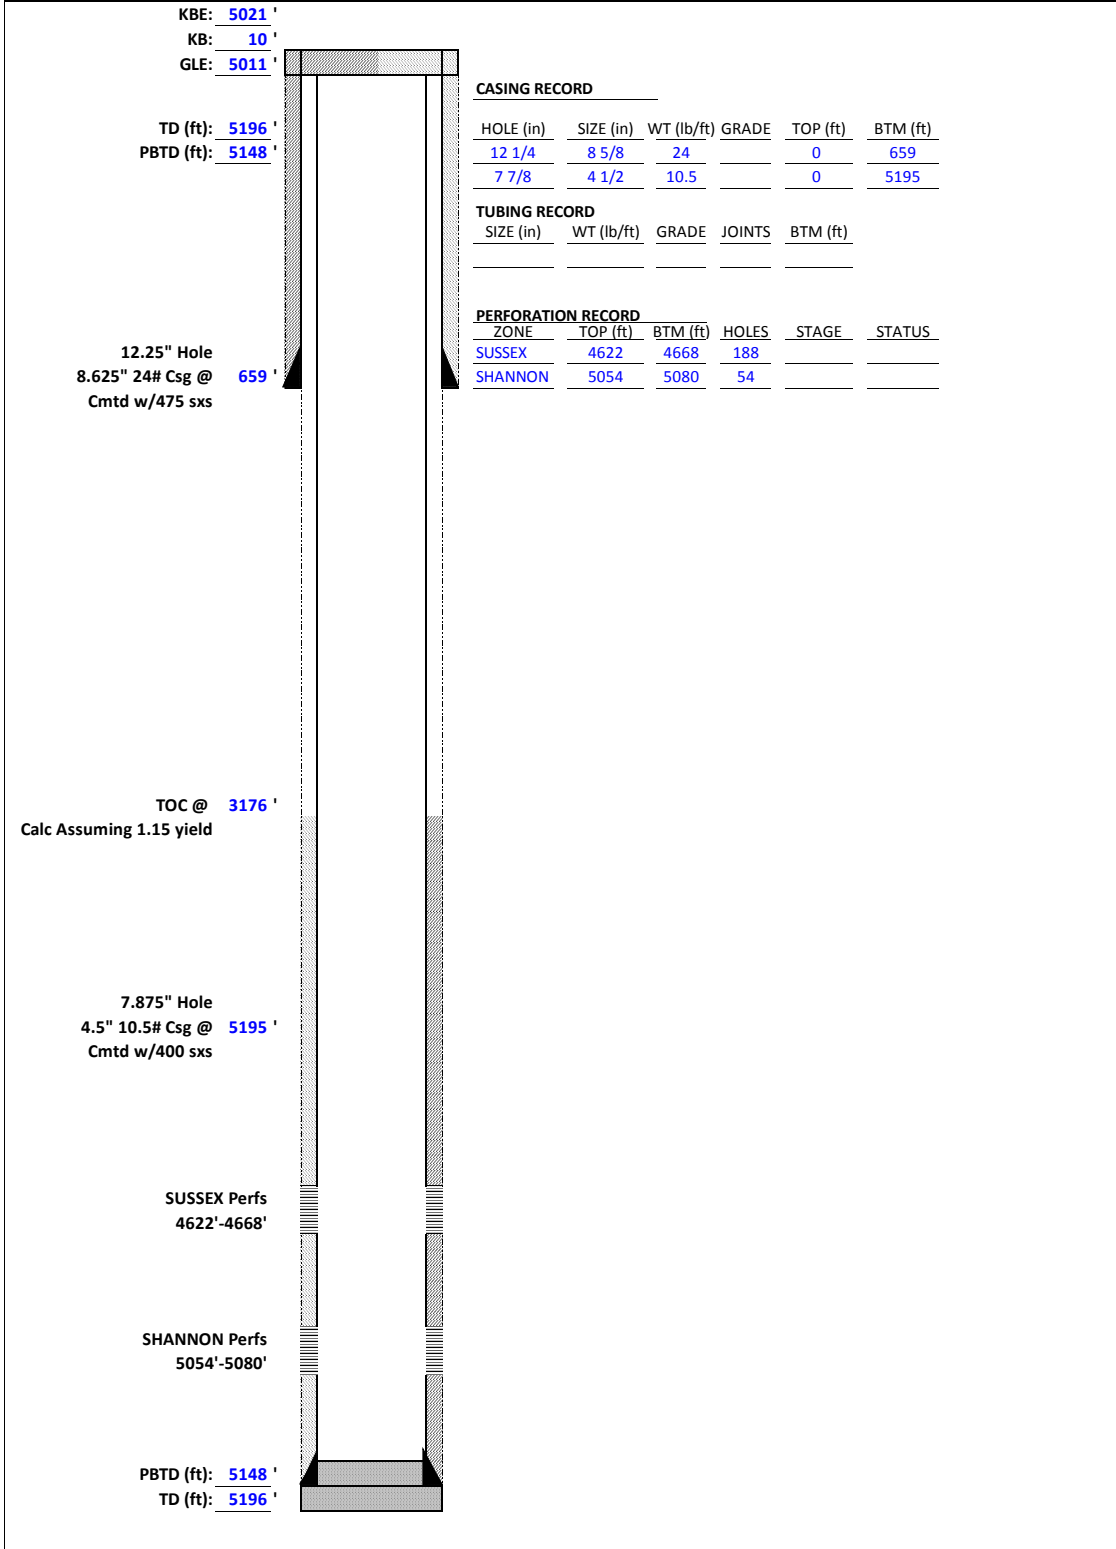 KBE: 5021 '
KB: 10 '
GLE: 5011 '
CASING RECORD
TD (ft): 5196 '
HOLE (in) SIZE (in) WT (lb/ft) GRADE TOP (ft) BTM (ft)
PBTD (ft): 5148 '
12 1/4 8 5/8 24 0 659
7 7/8 4 1/2 10.5 0 5195
TUBING RECORD
SIZE (in) WT (lb/ft) GRADE JOINTS BTM (ft)
PERFORATION RECORD
ZONE TOP (ft) BTM (ft) HOLES STAGE STATUS
12.25" Hole
SUSSEX 4622 4668 188
8.625" 24# Csg @ 659 '
SHANNON 5054 5080 54
Cmtd w/475 sxs
TOC @ 3176 '
Calc Assuming 1.15 yield
7.875" Hole
4.5" 10.5# Csg @ 5195 '
Cmtd w/400 sxs
SUSSEX Perfs
4622'-4668'
SHANNON Perfs
5054'-5080'
PBTD (ft): 5148 '
TD (ft): 5196 '